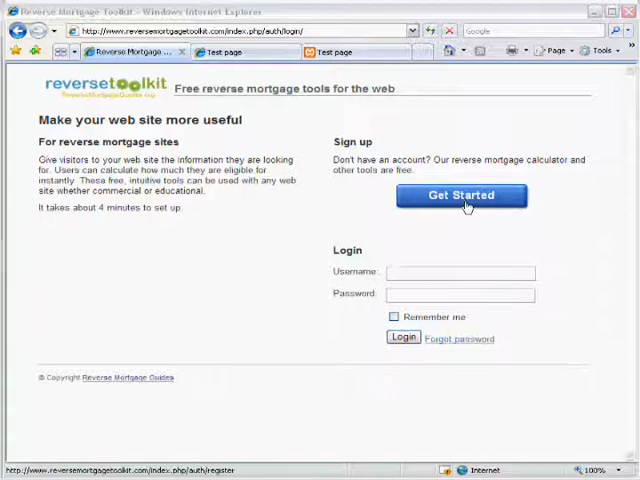 Reverse Mortgage Toolkit - Windows Internet Explorer
http://www.reversemortgagetoolkit.com/index.php/auth/login/
Google
Reverse Mortgage ...
Test page
Test page
Page
Tools
reversetoolkit
ReverseMortgageGuides.org
Free reverse mortgage tools for the web
Make your web site more useful
For reverse mortgage sites
Give visitors to your web site the information they are looking
for. Users can calculate how much they are eligible for
instantly. These free, intuitive tools can be used with any web
site whether commercial or educational.
It takes about 4 minutes to set up.
Sign up
Don't have an account? Our reverse mortgage calculator and
other tools are free.
Get Started
Login
Username:
Password:
Remember me
Login
Forgot password
© Copyright Reverse Mortgage Guides
http://www.reversemortgagetoolkit.com/index.php/auth/register
Internet
100%